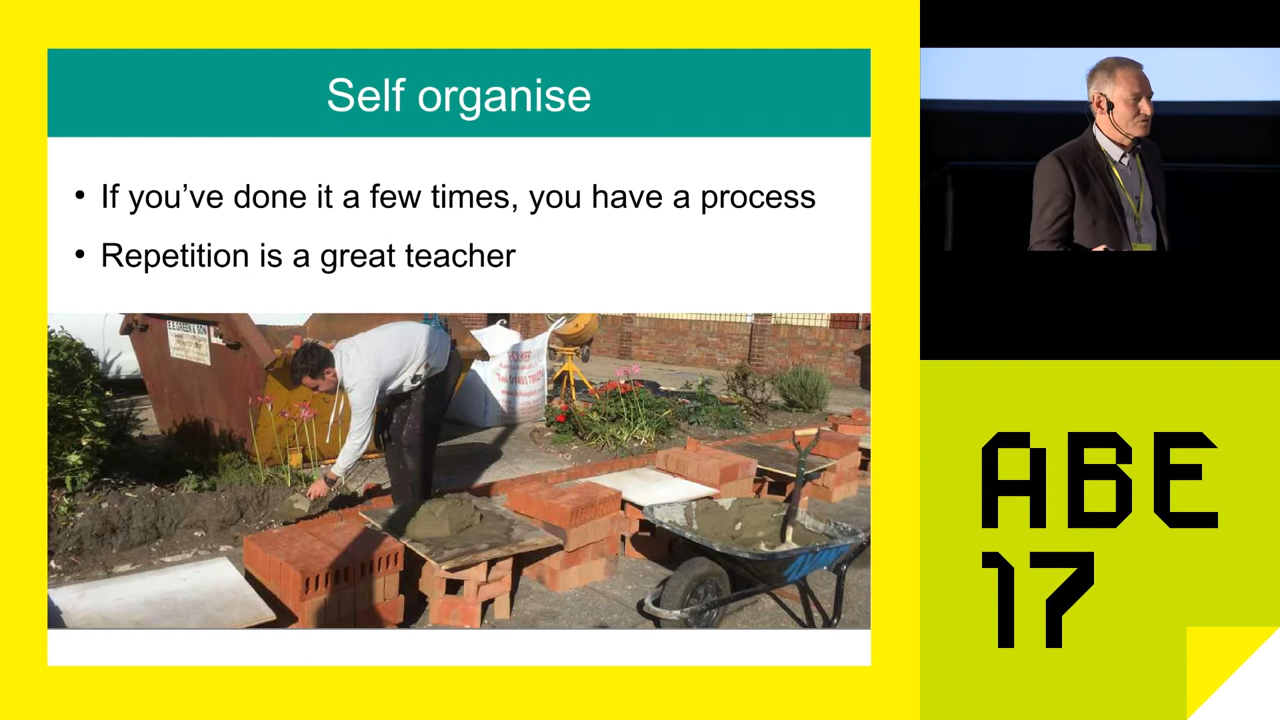 Self organise
• If you’ve done it a few times, you have a process
• Repetition is a great teacher
ABE
17